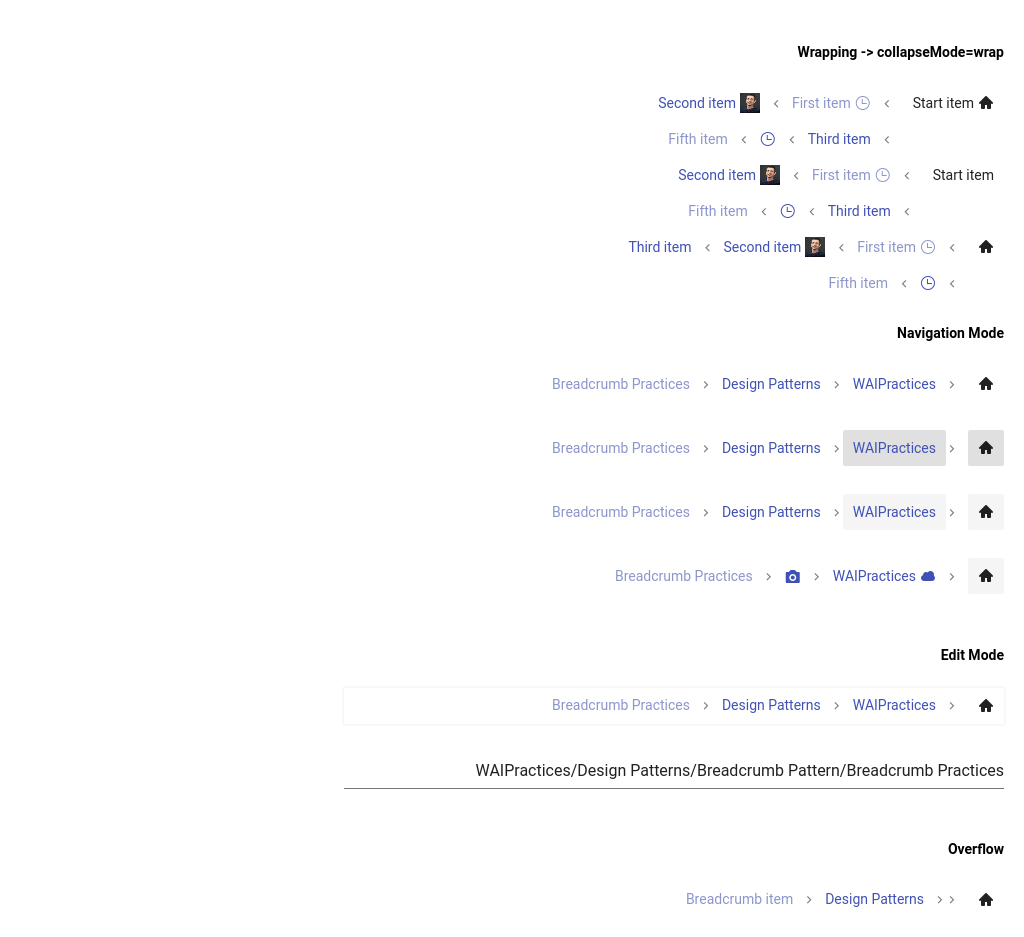 Wrapping -> collapseMode=wrap
Second item First item Start item
Fifth item Third item
Second item First item Start item
Fifth item Third item
Third item Second item First item
Fifth item
Navigation Mode
Breadcrumb Practices Design Patterns WAIPractices
Breadcrumb Practices Design Patterns WAIPractices
Breadcrumb Practices Design Patterns WAIPractices
Breadcrumb Practices WAIPractices
Edit Mode
Breadcrumb Practices Design Patterns WAIPractices
WAIPractices/Design Patterns/Breadcrumb Pattern/Breadcrumb Practices
Overflow
Breadcrumb item Design Patterns